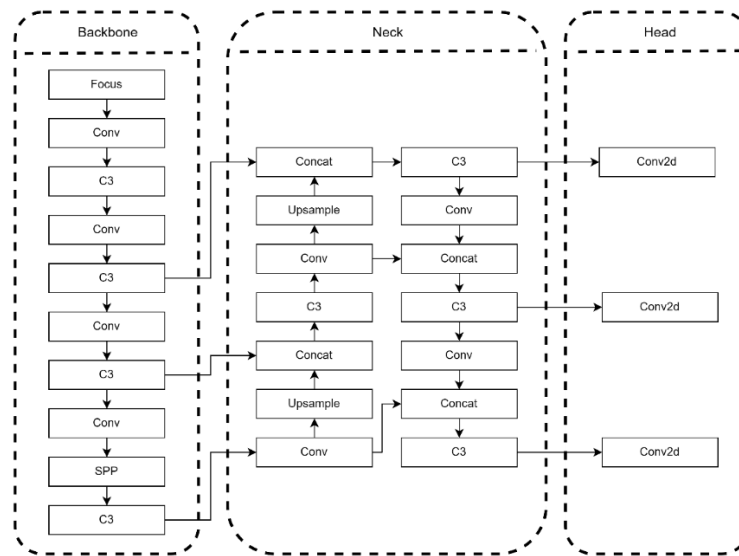 Backbone
Neck
Head
Focus
Conv
C3
Conv
C3
Conv
C3
Conv
SPP
C3
Concat
Upsample
Conv
C3
Concat
Upsample
Conv
C3
Conv
Concat
C3
Conv
Concat
C3
Conv2d
Conv2d
Conv2d